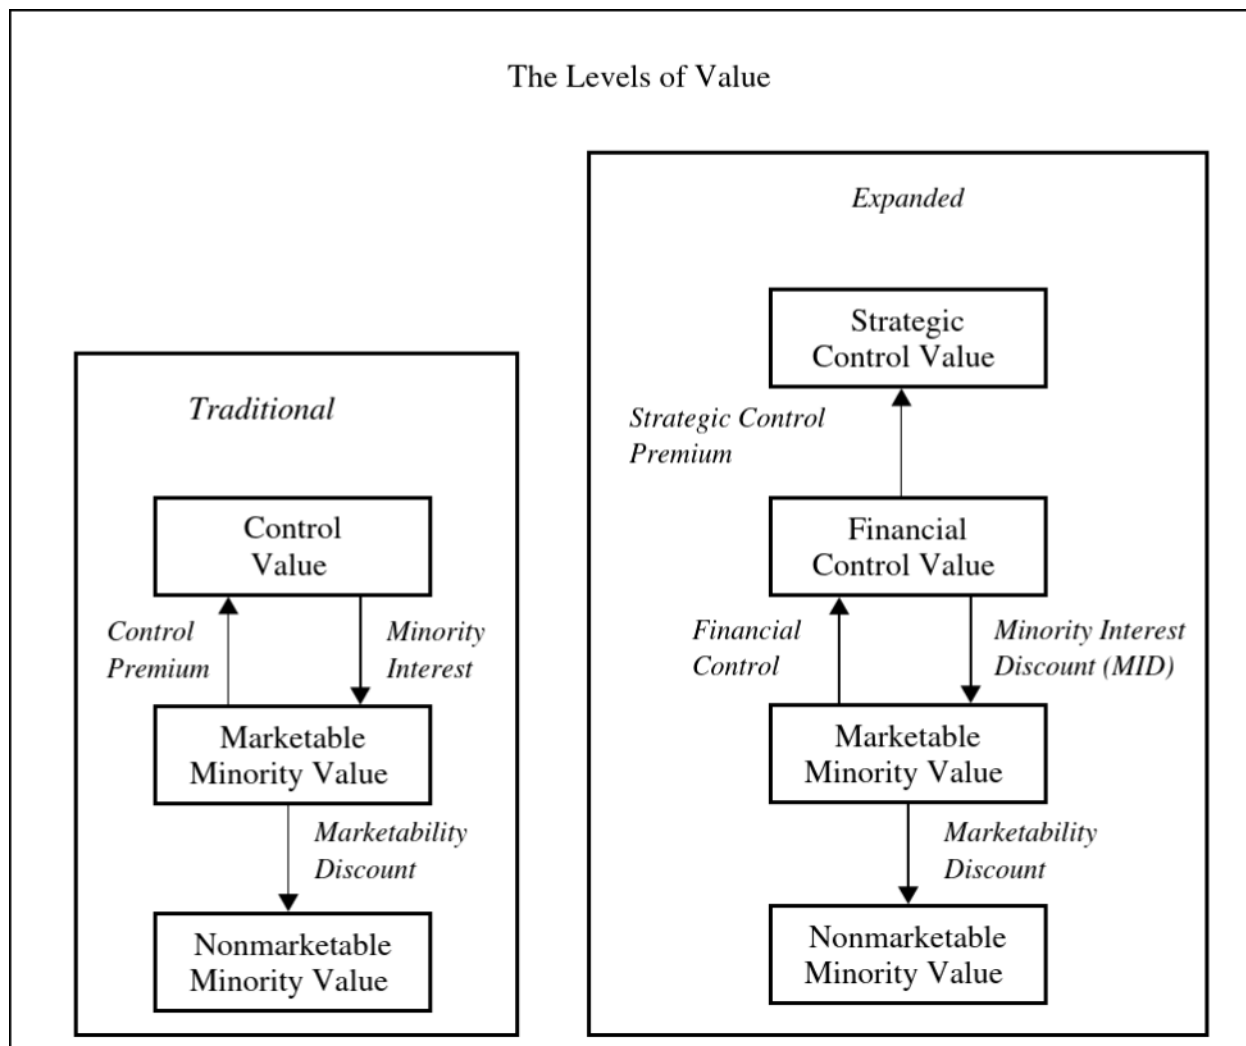 The Levels of Value
Traditional
Control
Value
Control
Premium
Minority
Interest
Marketable
Minority Value
Marketability
Discount
Nonmarketable
Minority Value
Expanded
Strategic
Control Value
Strategic Control
Premium
Financial
Control Value
Financial
Control
Minority Interest
Discount (MID)
Marketable
Minority Value
Marketability
Discount
Nonmarketable
Minority Value